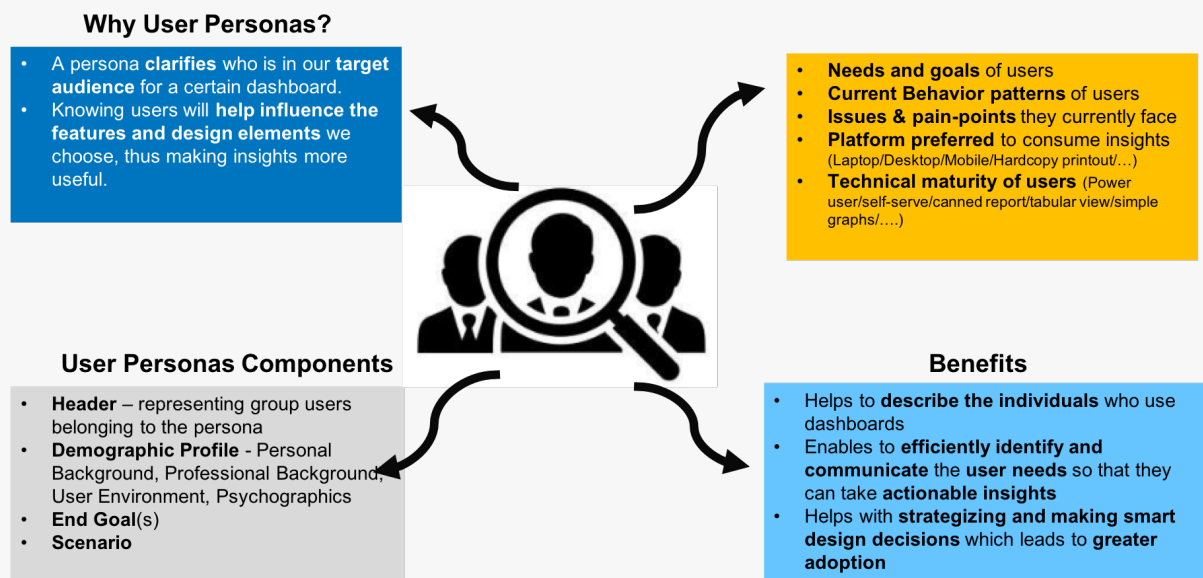 Why User Personas?
• A persona clarifies who is in our target
audience for a certain dashboard.
• Knowing users will help influence the
features and design elements we
choose, thus making insights more
useful.
• Needs and goals of users
• Current Behavior patterns of users
• Issues & pain-points they currently face
• Platform preferred to consume insights
(Laptop/Desktop/Mobile/Hardcopy printout/…)
• Technical maturity of users (Power
user/self-serve/canned report/tabular view/simple
graphs/….)
User Personas Components
• Header – representing group users
belonging to the persona
• Demographic Profile - Personal
Background, Professional Background,
User Environment, Psychographics
• End Goal(s)
• Scenario
Benefits
• Helps to describe the individuals who use
dashboards
• Enables to efficiently identify and
communicate the user needs so that they
can take actionable insights
• Helps with strategizing and making smart
design decisions which leads to greater
adoption